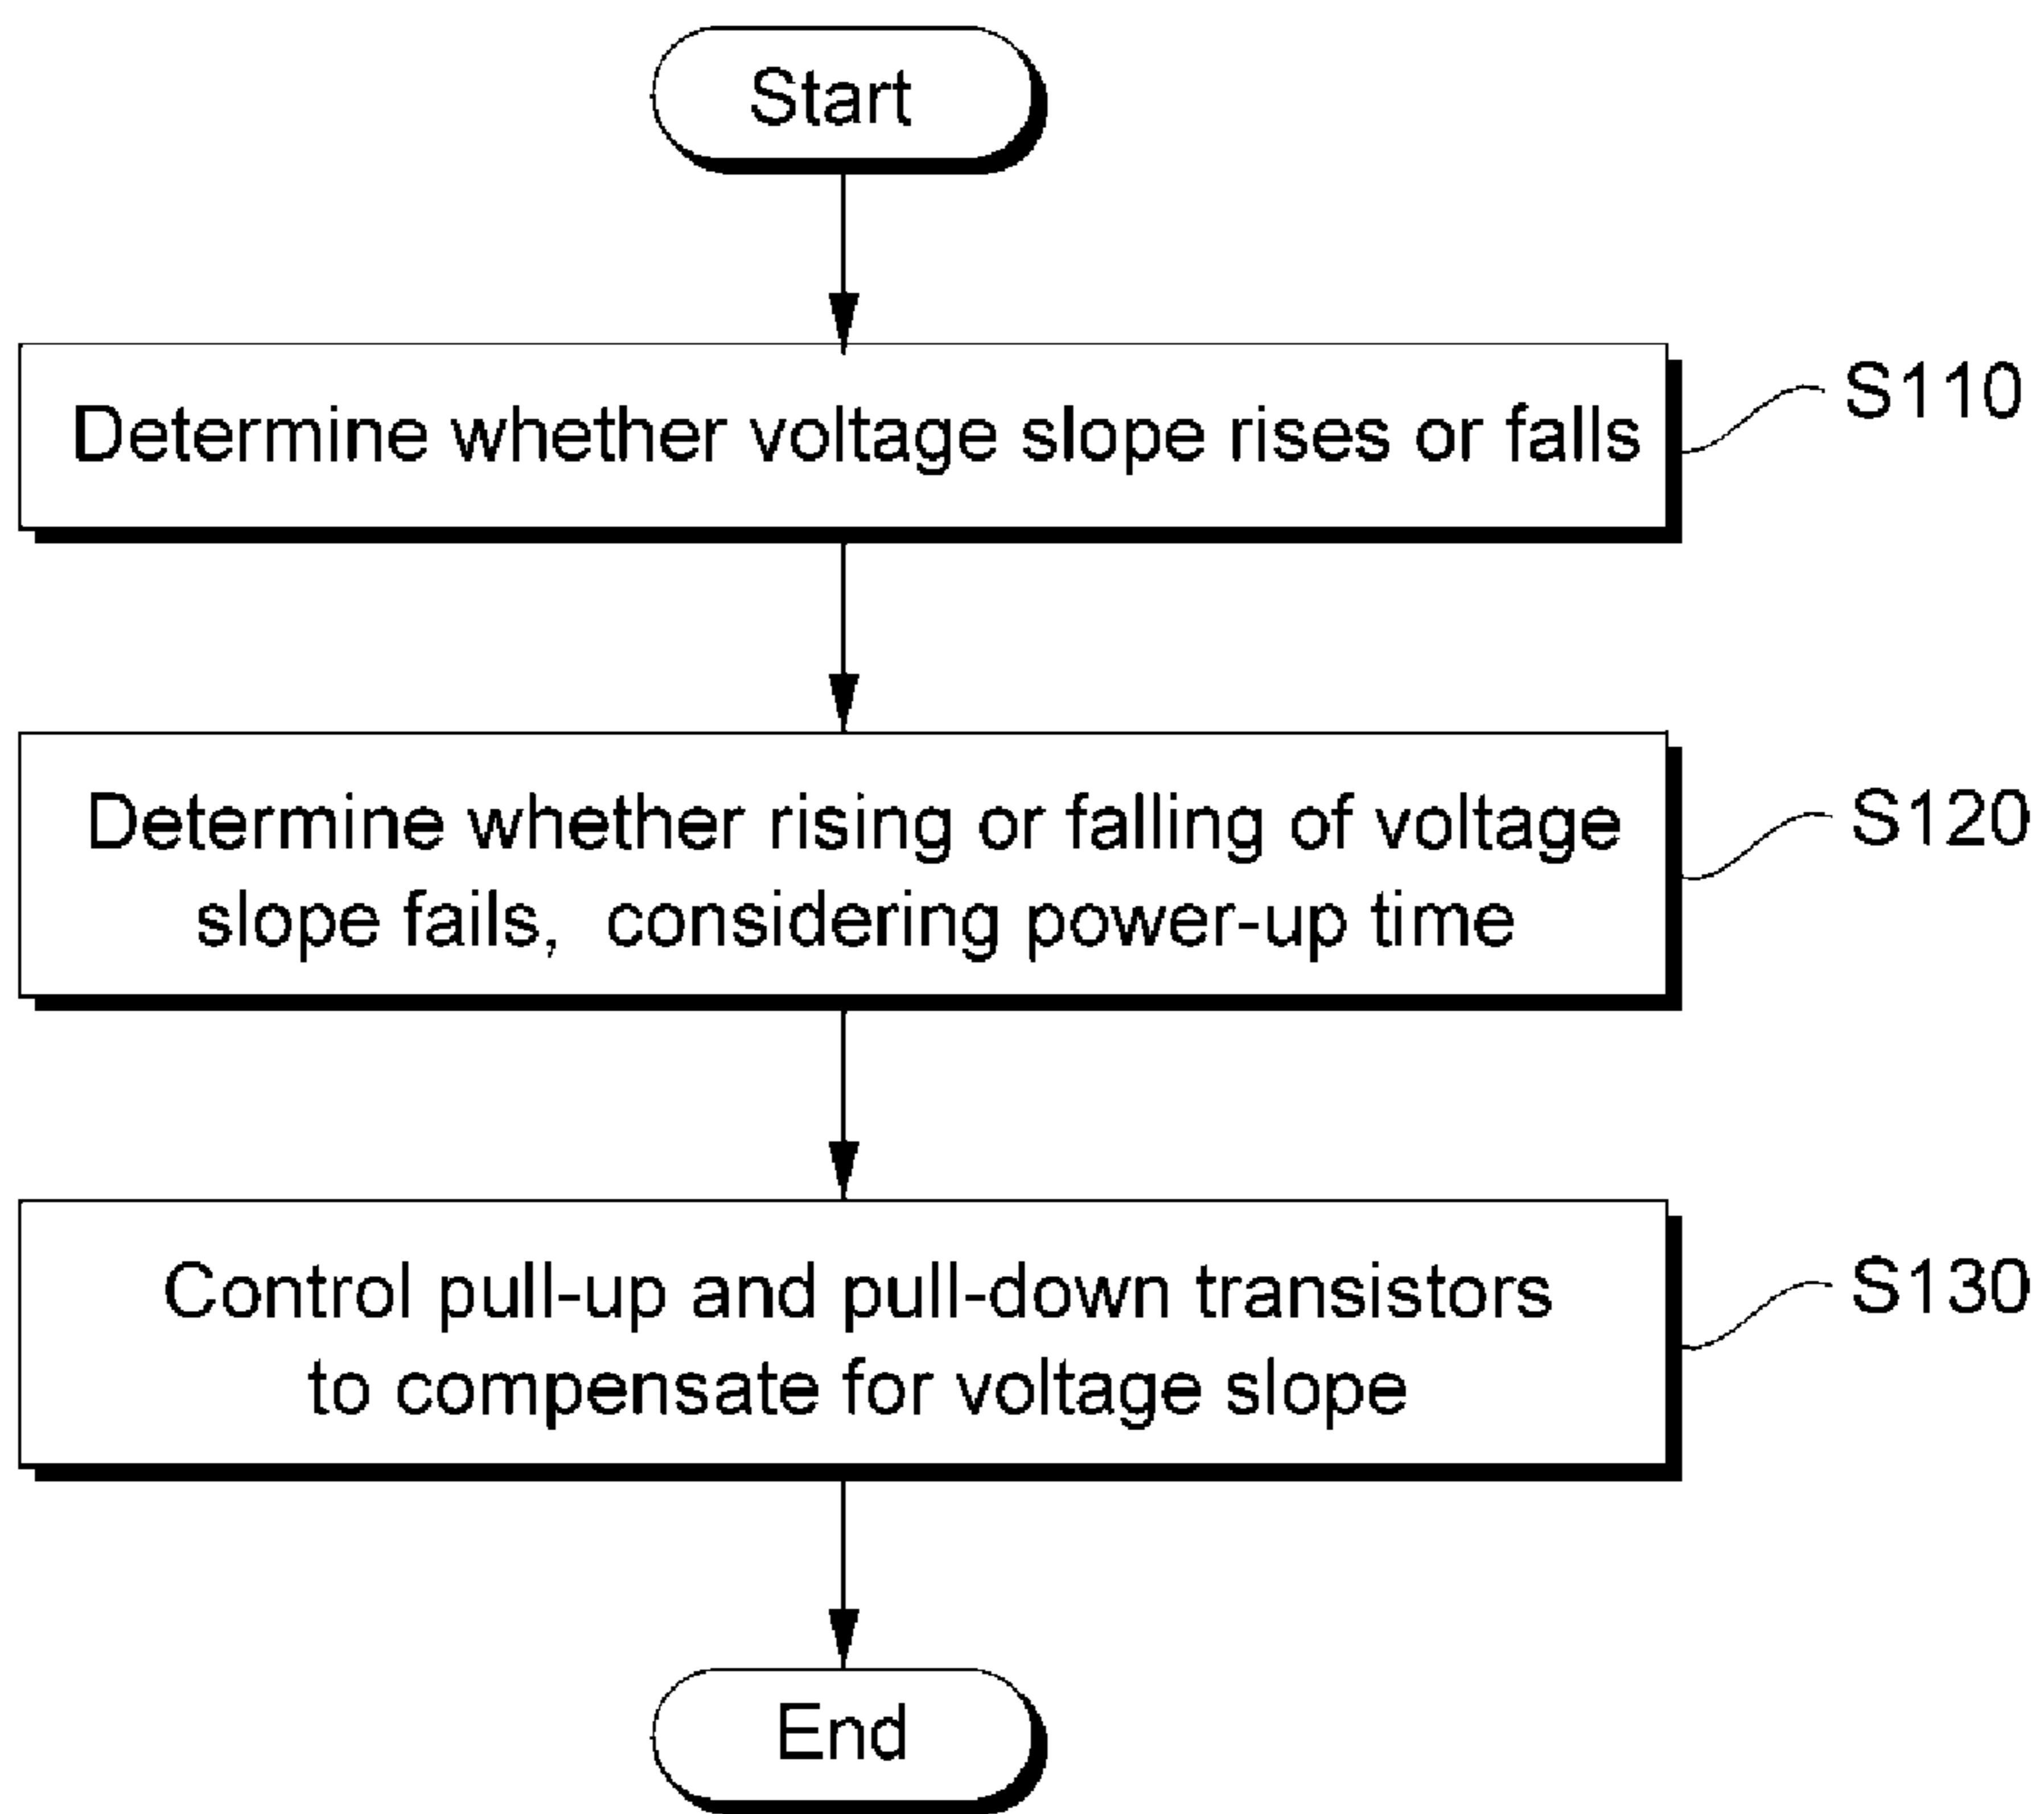 Start
Determine whether voltage slope rises or falls
S110
Determine whether rising or falling of voltage
slope fails, considering power-up time
S120
Control pull-up and pull-down transistors
to compensate for voltage slope
S130
End